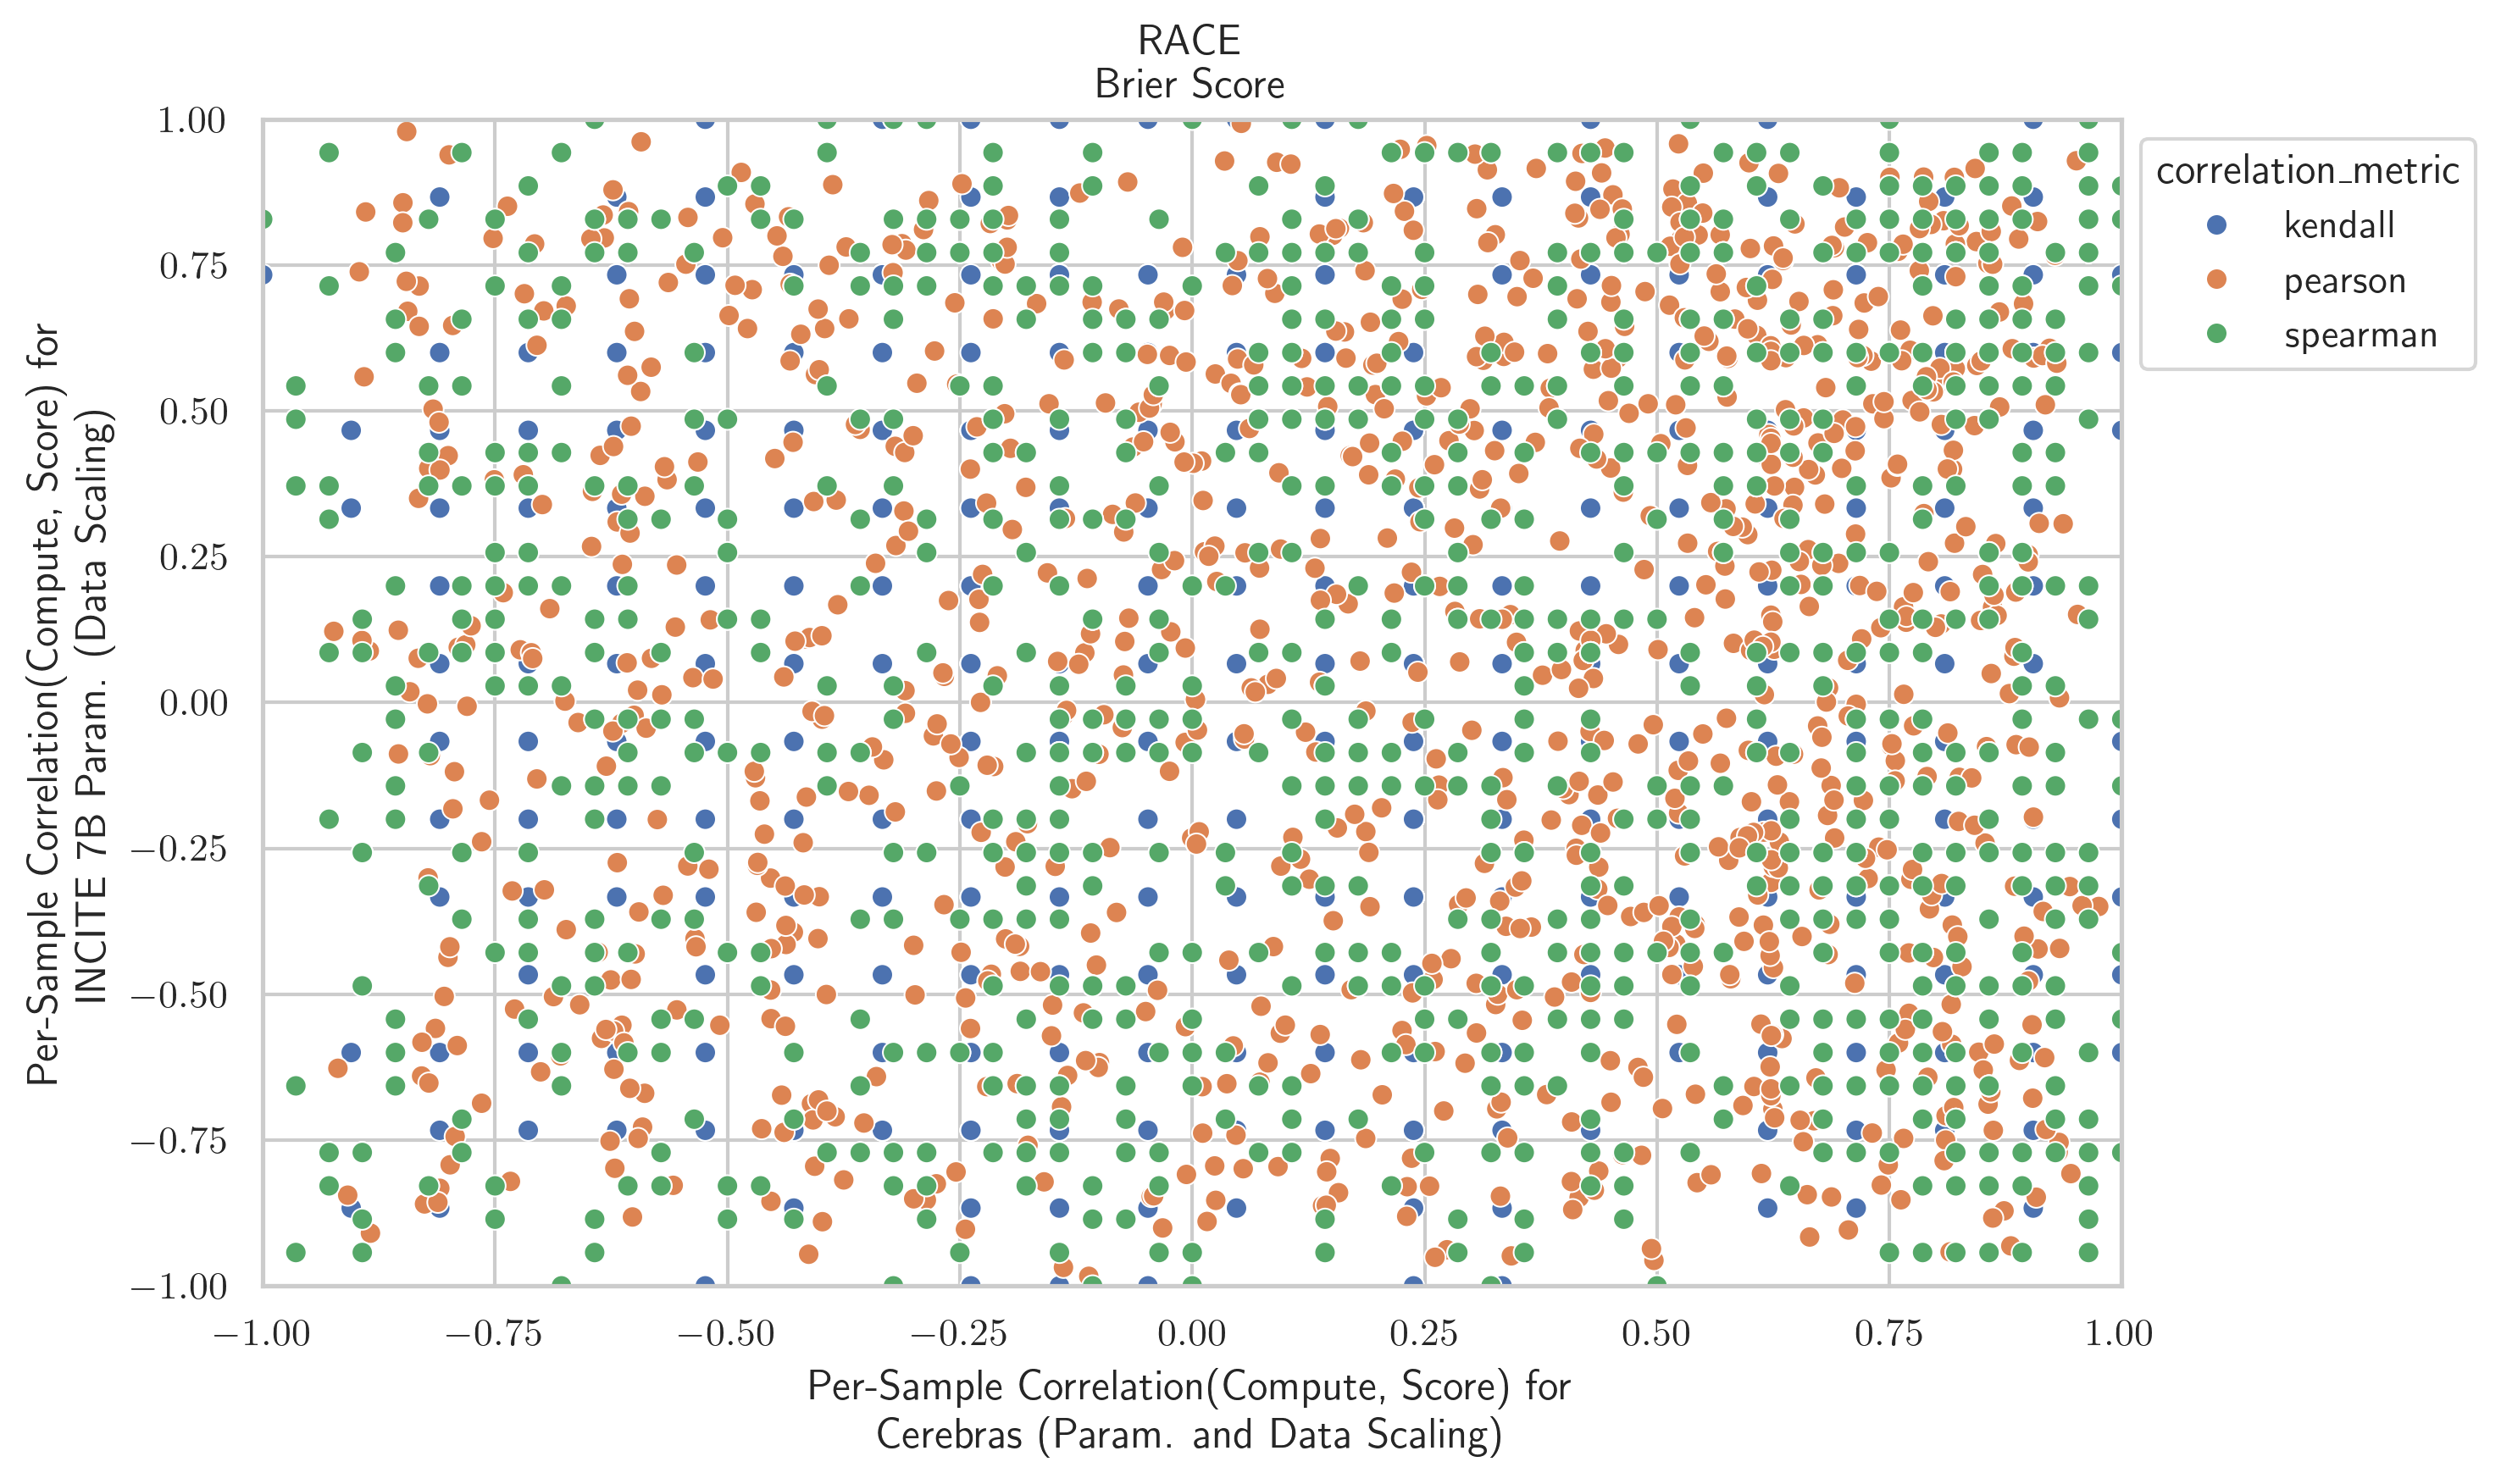 RACE
Brier Score
Per-Sample Correlation(Compute, Score) for
INCITE 7B Param. (Data Scaling)
1.00
0.75
0.50
0.25
0.00
−0.25
−0.50
−0.75
−1.00
−1.00 −0.75 −0.50 −0.25 0.00 0.25 0.50 0.75 1.00
Per-Sample Correlation(Compute, Score) for
Cerebras (Param. and Data Scaling)
correlation_metric
kendall
pearson
spearman